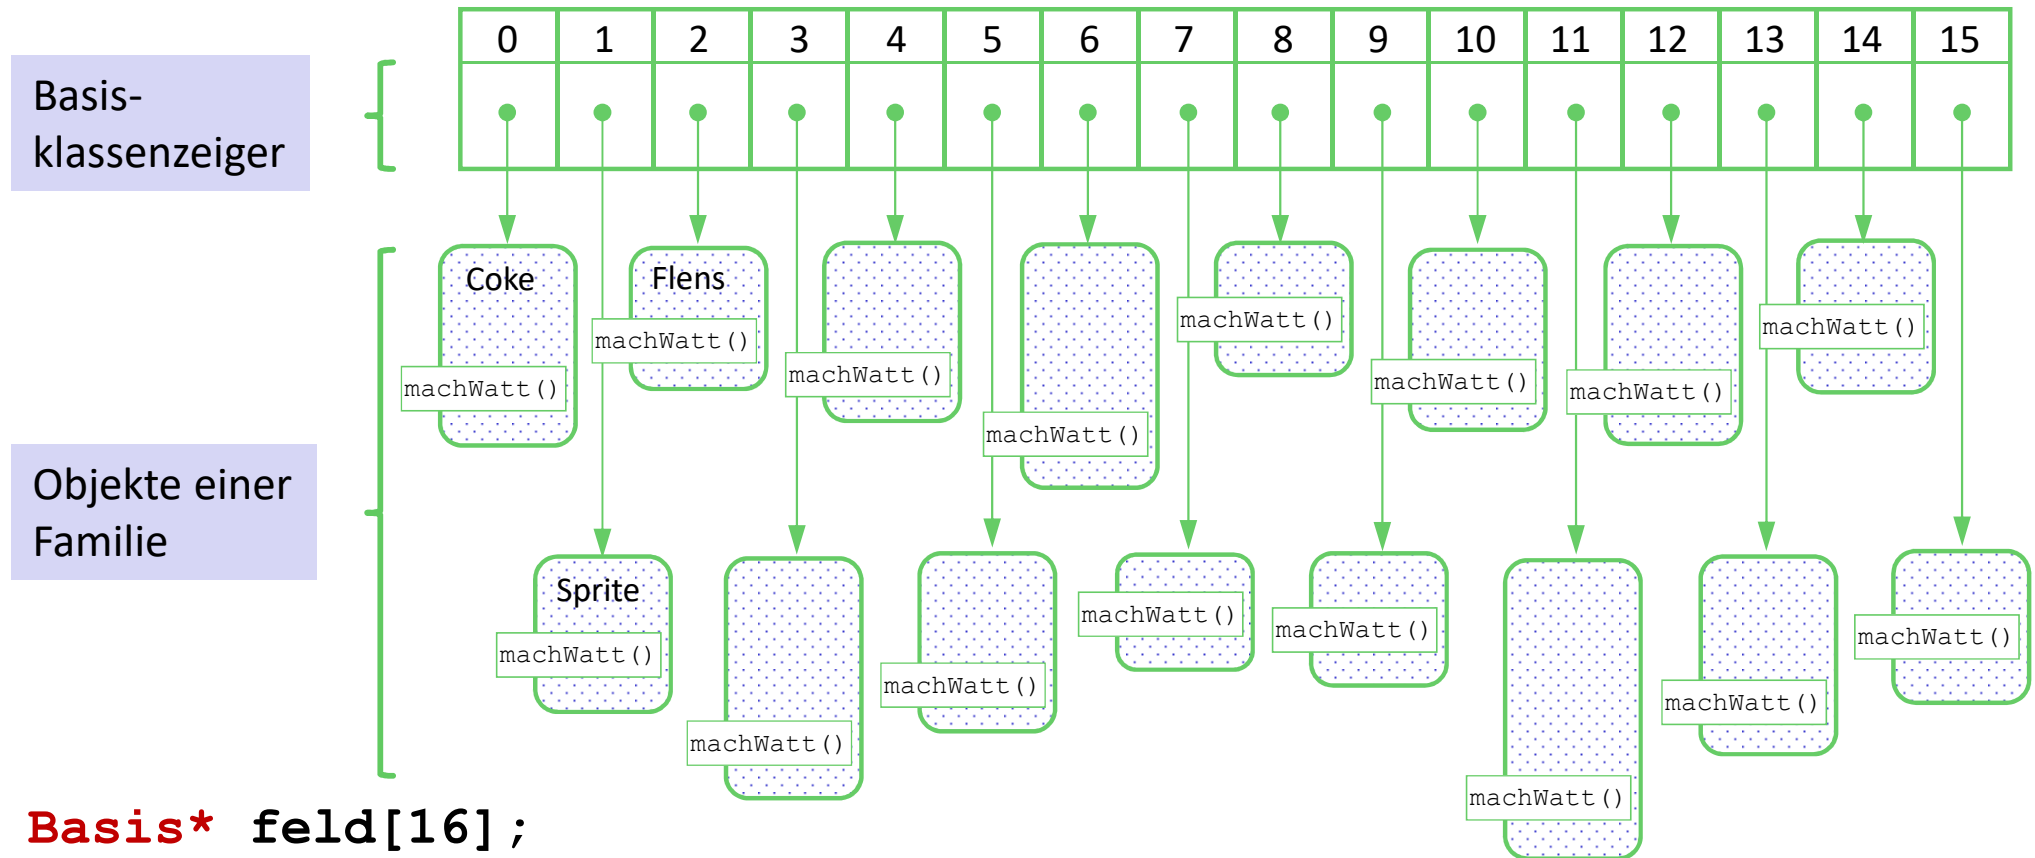 0 1 2 3 4 5 6 7 8 9 10 11 12 13 14 15
Basis-
klassenzeiger
Coke
Flens
machWatt()
machWatt()
machWatt()
machWatt()
machWatt()
machWatt()
machWatt()
machWatt()
machWatt()
Objekte einer
Familie
Sprite
machWatt()
machWatt()
machWatt()
machWatt()
machWatt()
machWatt()
machWatt()
Basis* feld[16];